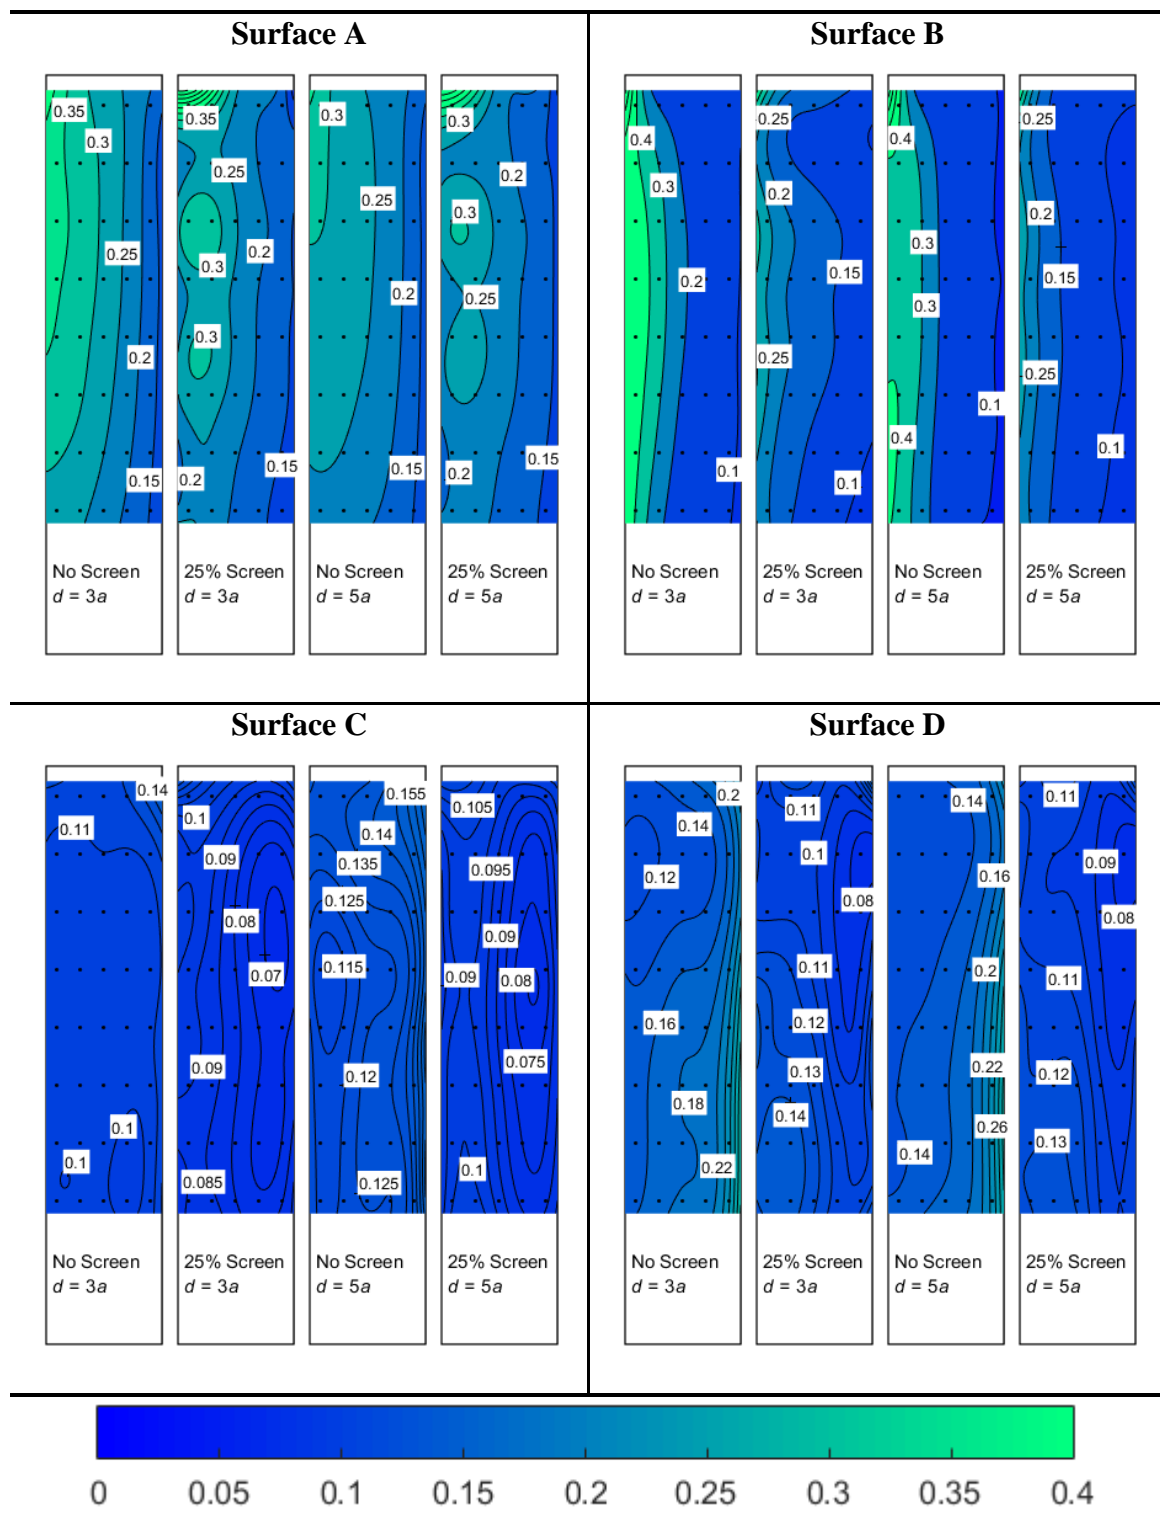 Surface A
0.35
0.3
0.25
0.2
0.15
No Screen
d = 3a
0.35
0.25
0.2
0.3
0.3
0.15
0.2
25% Screen
d = 3a
0.3
0.25
0.2
0.15
No Screen
d = 5a
0.3
0.2
0.3
0.25
0.15
0.2
25% Screen
d = 5a
Surface B
0.4
0.3
0.2
0.1
No Screen
d = 3a
0.25
0.2
0.15
0.25
0.1
25% Screen
d = 3a
0.4
0.3
0.3
0.1
0.4
No Screen
d = 5a
0.25
0.2
0.15
0.25
0.1
25% Screen
d = 5a
Surface C
0.14
0.11
0.1
0.1
No Screen
d = 3a
0.1
0.09
0.08
0.07
0.09
0.085
25% Screen
d = 3a
0.155
0.14
0.135
0.125
0.115
0.12
0.125
No Screen
d = 5a
0.105
0.095
0.09
0.09
0.08
0.075
0.1
25% Screen
d = 5a
Surface D
0.2
0.14
0.12
0.16
0.18
0.22
No Screen
d = 3a
0.11
0.1
0.08
0.11
0.12
0.13
0.14
25% Screen
d = 3a
0.14
0.16
0.2
0.22
0.26
0.14
No Screen
d = 5a
0.11
0.09
0.08
0.11
0.12
0.13
25% Screen
d = 5a
0 0.05 0.1 0.15 0.2 0.25 0.3 0.35 0.4